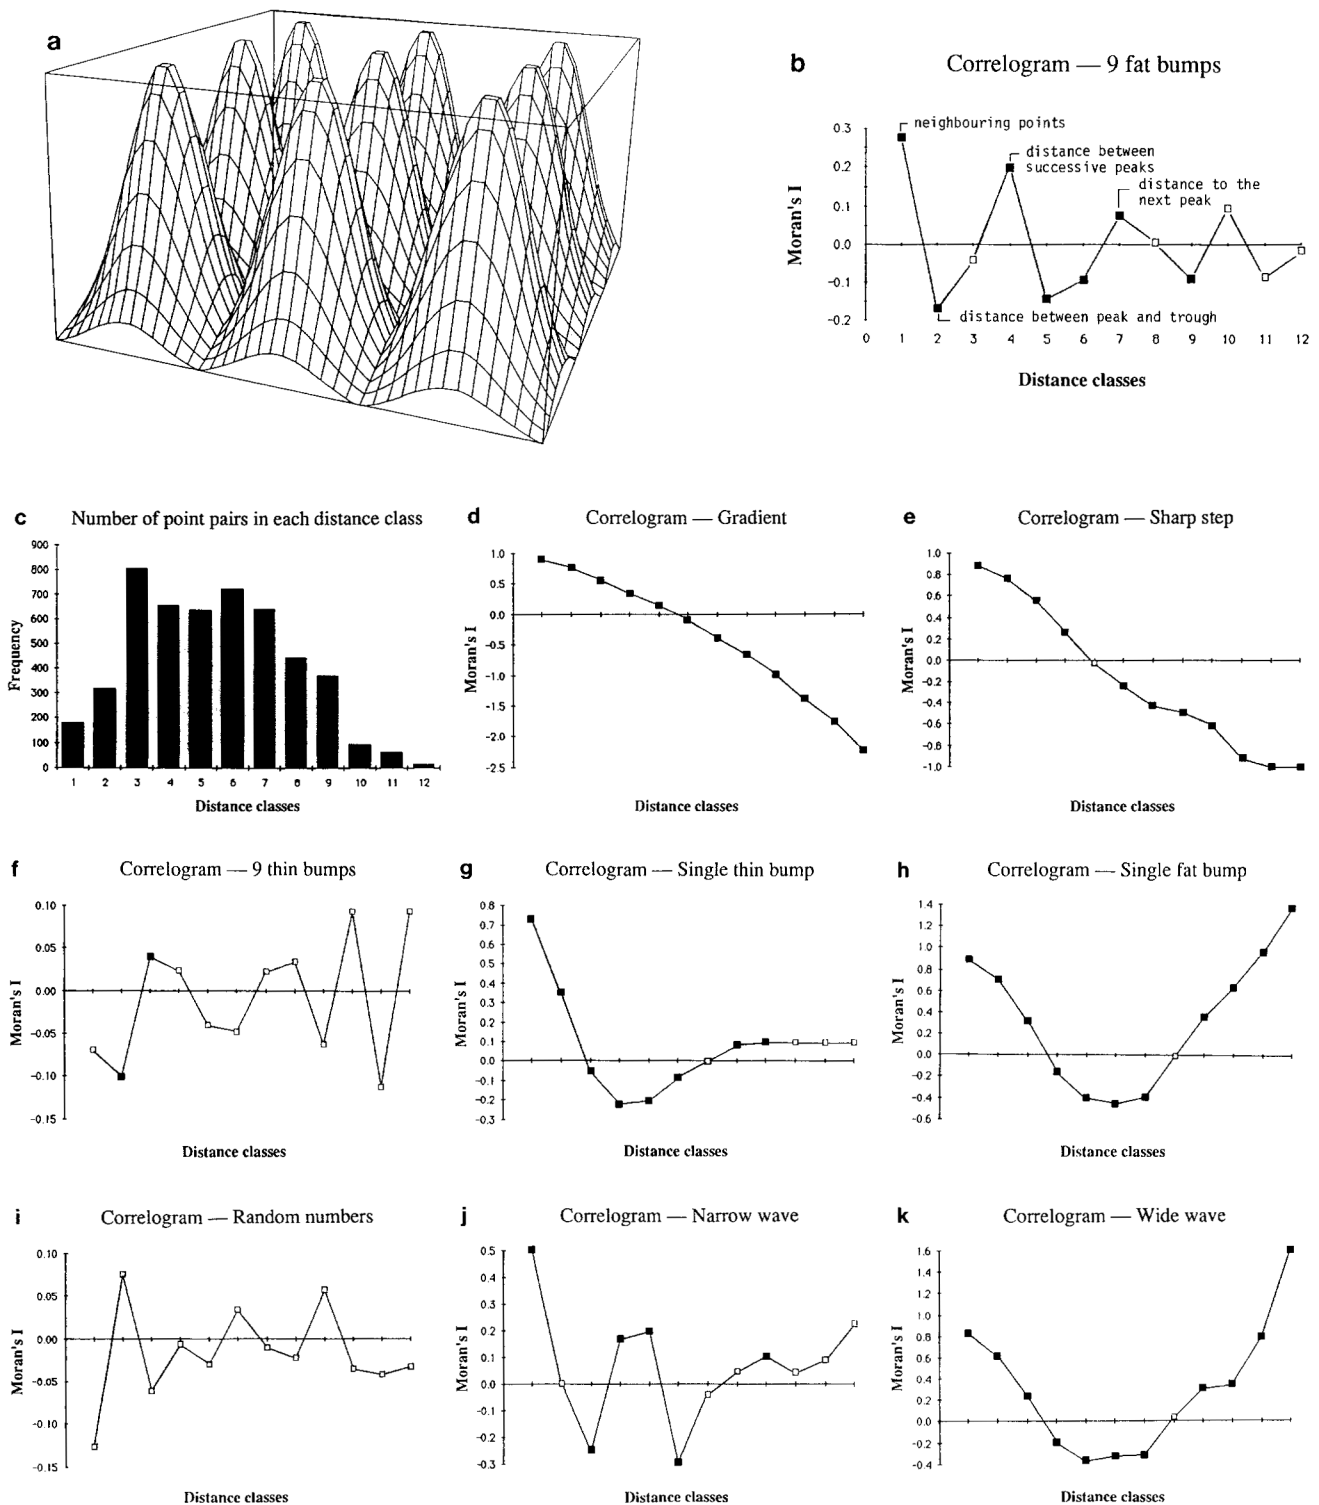 a
b
Correlogram — 9 fat bumps
0.3
0.2
0.1
0.0
-0.1
-0.2
Moran's I
neighbouring points
distance between
successive peaks
distance to the
next peak
distance between peak and trough
0 1 2 3 4 5 6 7 8 9 10 11 12
Distance classes
c
Number of point pairs in each distance class
900
800
700
600
500
400
300
200
100
0
Frequency
1 2 3 4 5 6 7 8 9 10 11 12
Distance classes
d
Correlogram — Gradient
1.0
0.5
0.0
-0.5
-1.0
-1.5
-2.0
-2.5
Moran's I
Distance classes
e
Correlogram — Sharp step
1.0
0.8
0.6
0.4
0.2
0.0
-0.2
-0.4
-0.6
-0.8
-1.0
Moran's I
Distance classes
f
Correlogram — 9 thin bumps
0.10
0.05
0.00
-0.05
-0.10
-0.15
Moran's I
Distance classes
g
Correlogram — Single thin bump
0.8
0.7
0.6
0.5
0.4
0.3
0.2
0.1
0.0
-0.1
-0.2
-0.3
Moran's I
Distance classes
h
Correlogram — Single fat bump
1.4
1.2
1.0
0.8
0.6
0.4
0.2
0.0
-0.2
-0.4
-0.6
Moran's I
Distance classes
i
Correlogram — Random numbers
0.10
0.05
0.00
-0.05
-0.10
-0.15
Moran's I
Distance classes
j
Correlogram — Narrow wave
0.5
0.4
0.3
0.2
0.1
0.0
-0.1
-0.2
-0.3
Moran's I
Distance classes
k
Correlogram — Wide wave
1.6
1.4
1.2
1.0
0.8
0.6
0.4
0.2
0.0
-0.2
-0.4
Moran's I
Distance classes